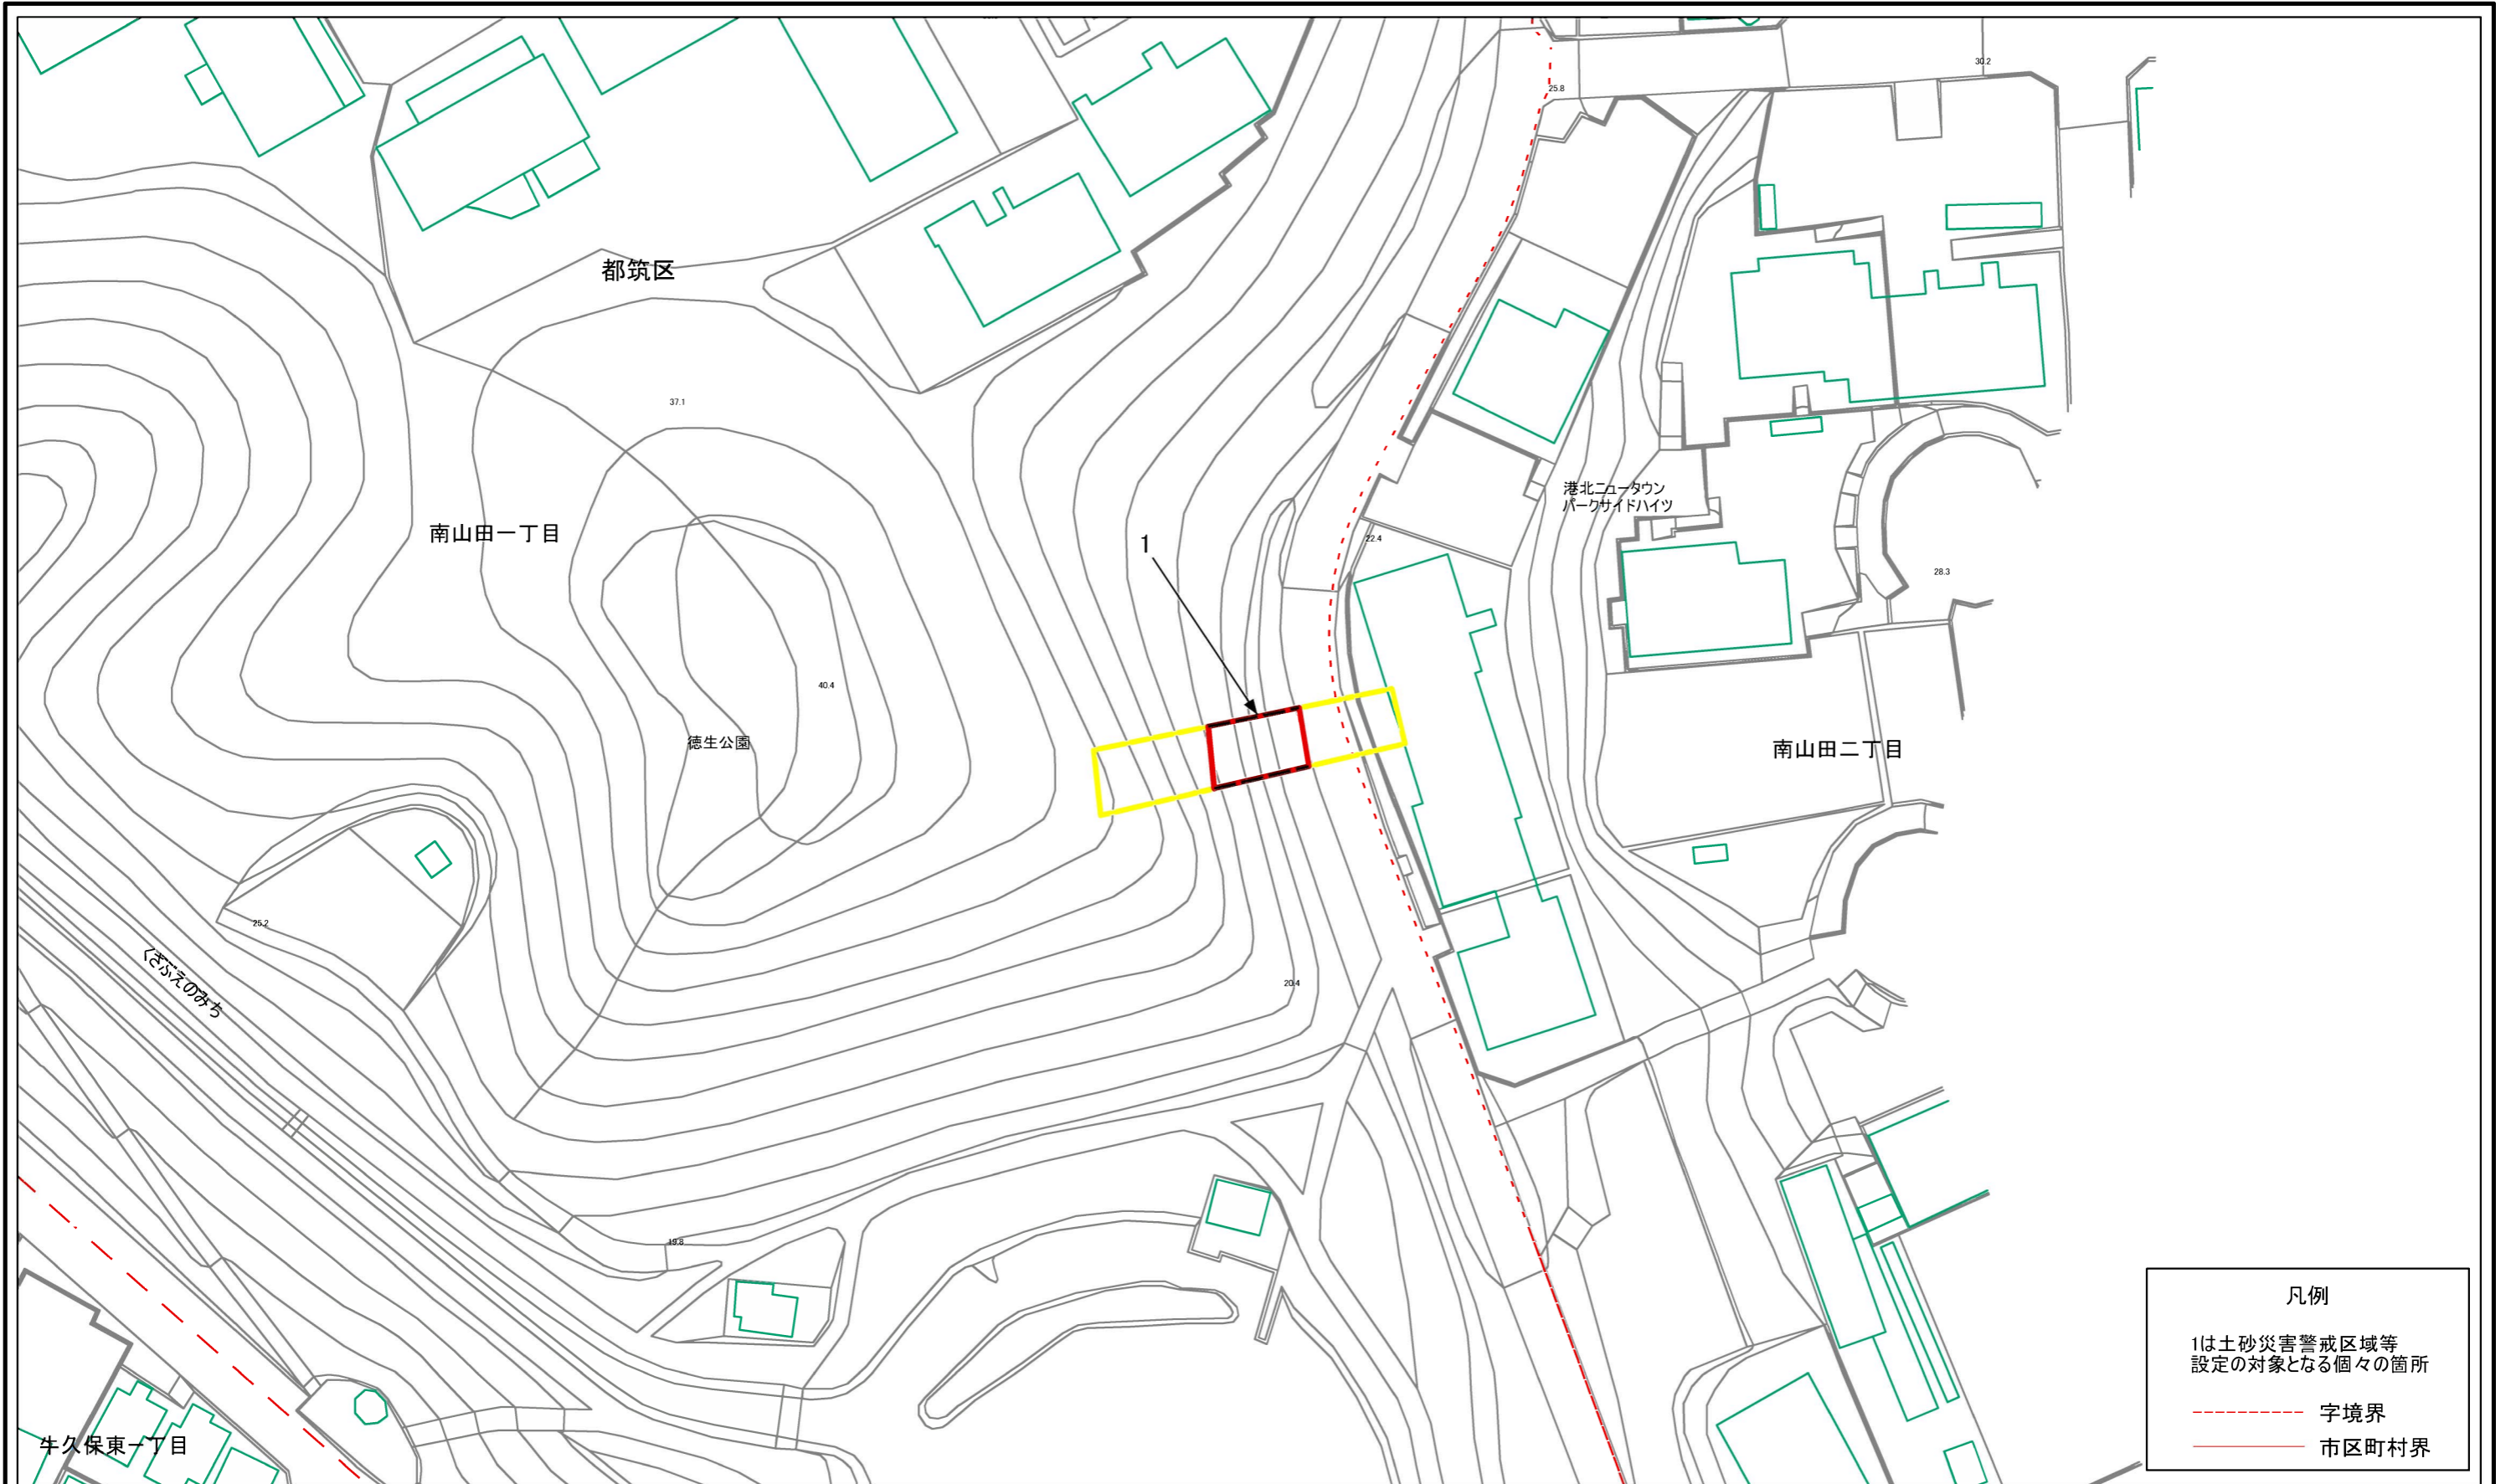 30.2
25.8
都筑区
37.1
港北ニュータウン
パークサイドハイツ
南山田一丁目
22.4
1
28.3
40.4
徳生公園
南山田二丁目
25.2
くさぶえのみち
20.4
19.8
牛久保東一丁目
凡例
1は土砂災害警戒区域等
設定の対象となる個々の箇所
字境界
市区町村界